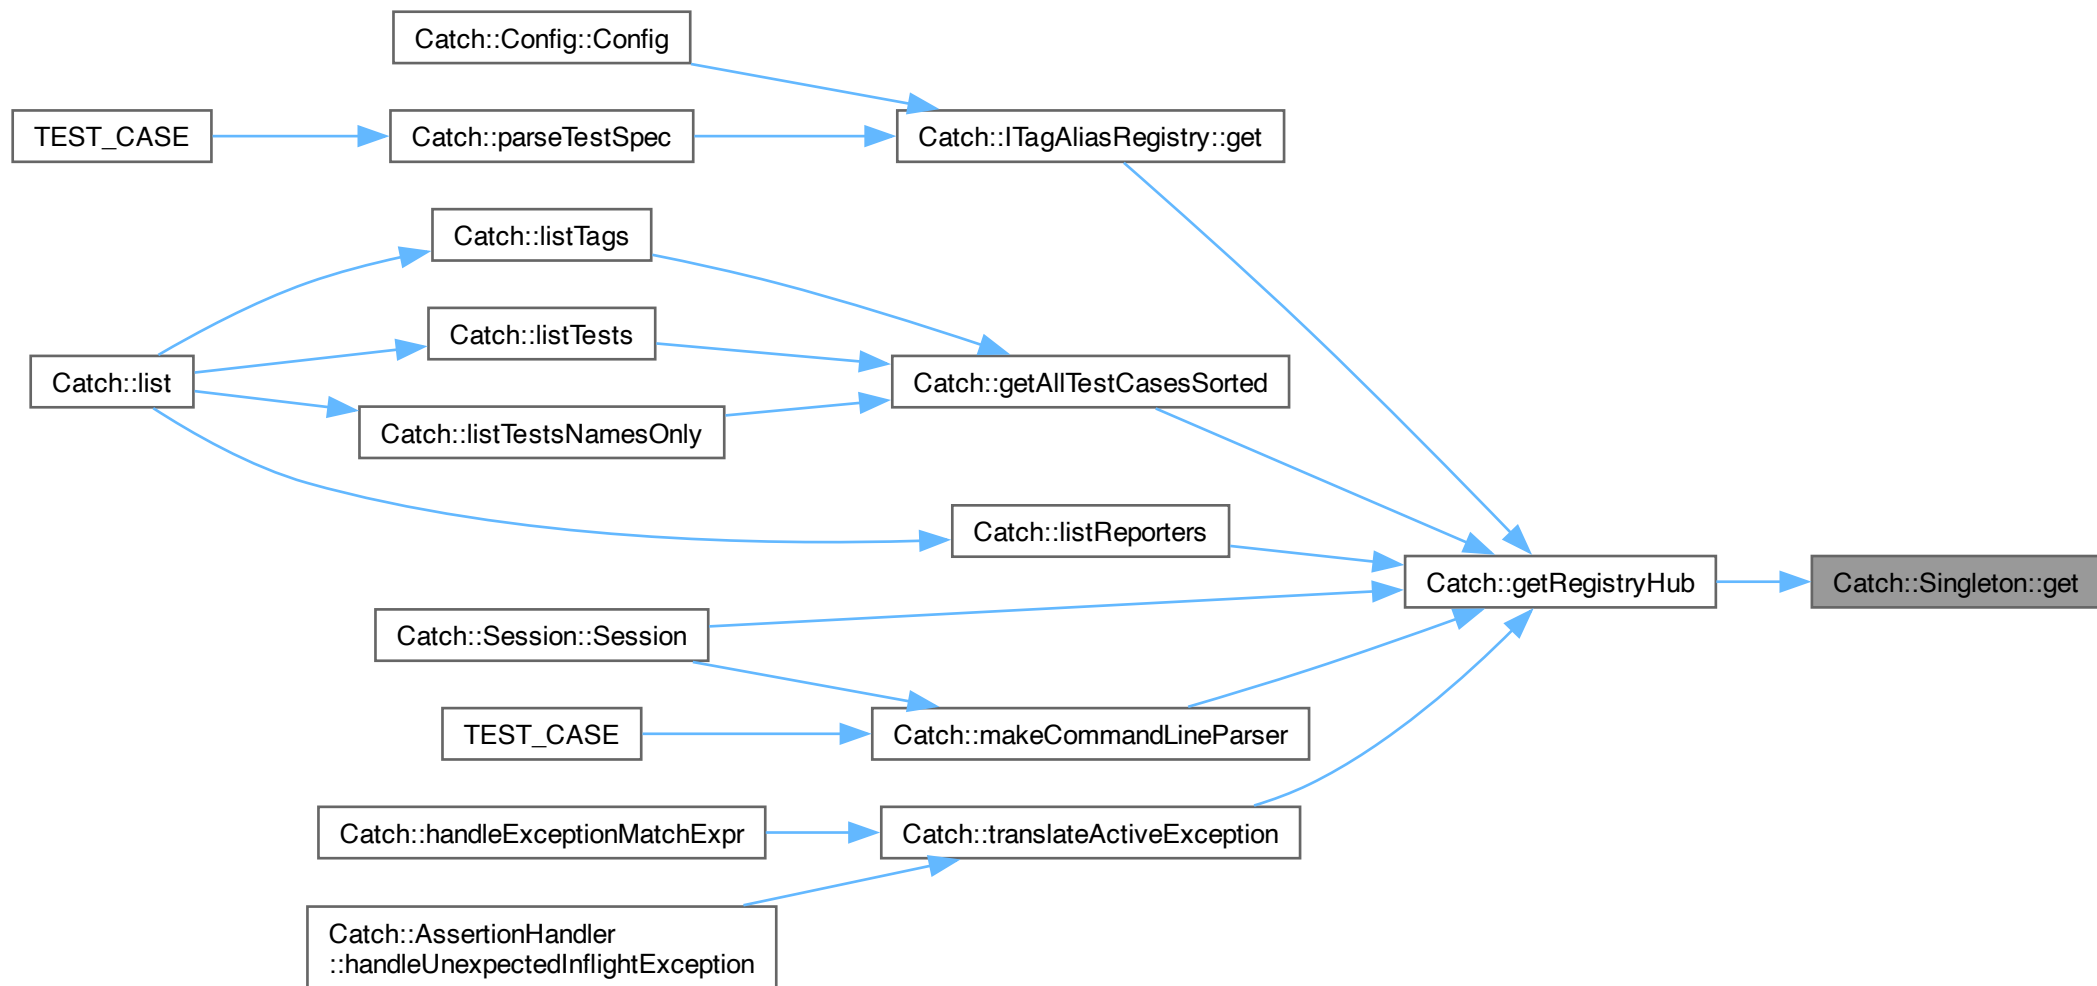 Catch::Config::Config
TEST_CASE
Catch::parseTestSpec
Catch::ITagAliasRegistry::get
Catch::listTags
Catch::listTests
Catch::list
Catch::getAllTestCasesSorted
Catch::listTestsNamesOnly
Catch::listReporters
Catch::getRegistryHub
Catch::Singleton::get
Catch::Session::Session
TEST_CASE
Catch::makeCommandLineParser
Catch::handleExceptionMatchExpr
Catch::translateActiveException
Catch::AssertionHandler
::handleUnexpectedInflightException